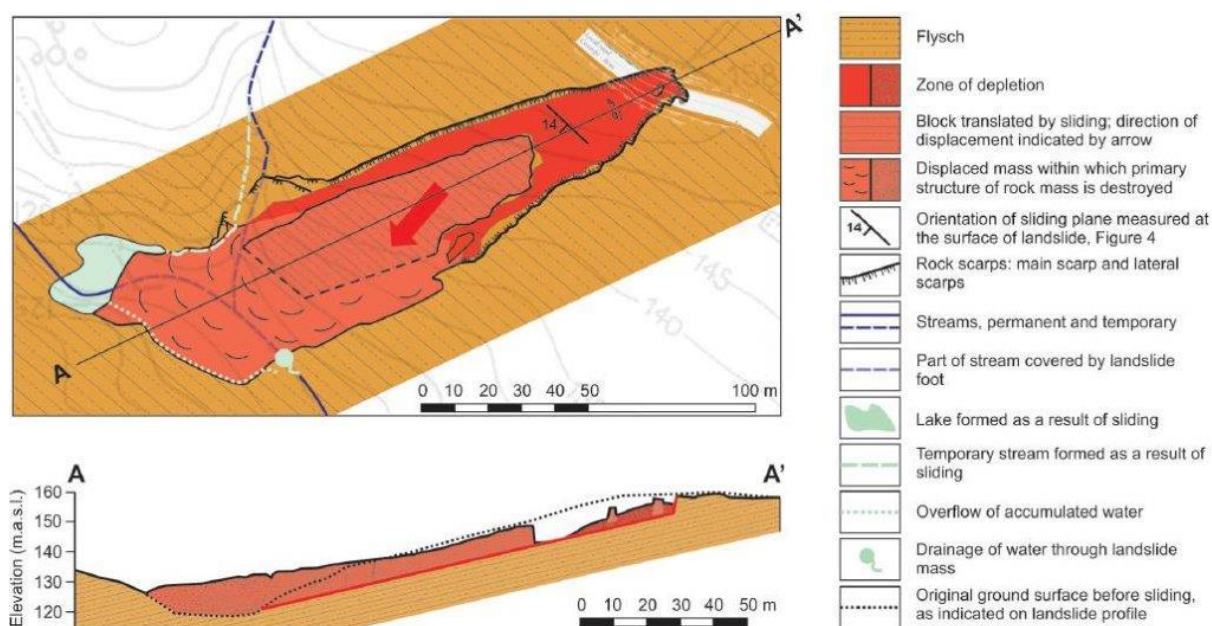 A'
158
14
145
140
A
0 10 20 30 40 50 100 m
A A'
Elevation (m.a.s.l.)
160
150
140
130
120
0 10 20 30 40 50 m
Flysch
Zone of depletion
Block translated by sliding; direction of
displacement indicated by arrow
Displaced mass within which primary
structure of rock mass is destroyed
14
Orientation of sliding plane measured at
the surface of landslide, Figure 4
Rock scarps: main scarp and lateral
scarps
Streams, permanent and temporary
Part of stream covered by landslide
foot
Lake formed as a result of sliding
Temporary stream formed as a result of
sliding
Overflow of accumulated water
Drainage of water through landslide
mass
Original ground surface before sliding,
as indicated on landslide profile